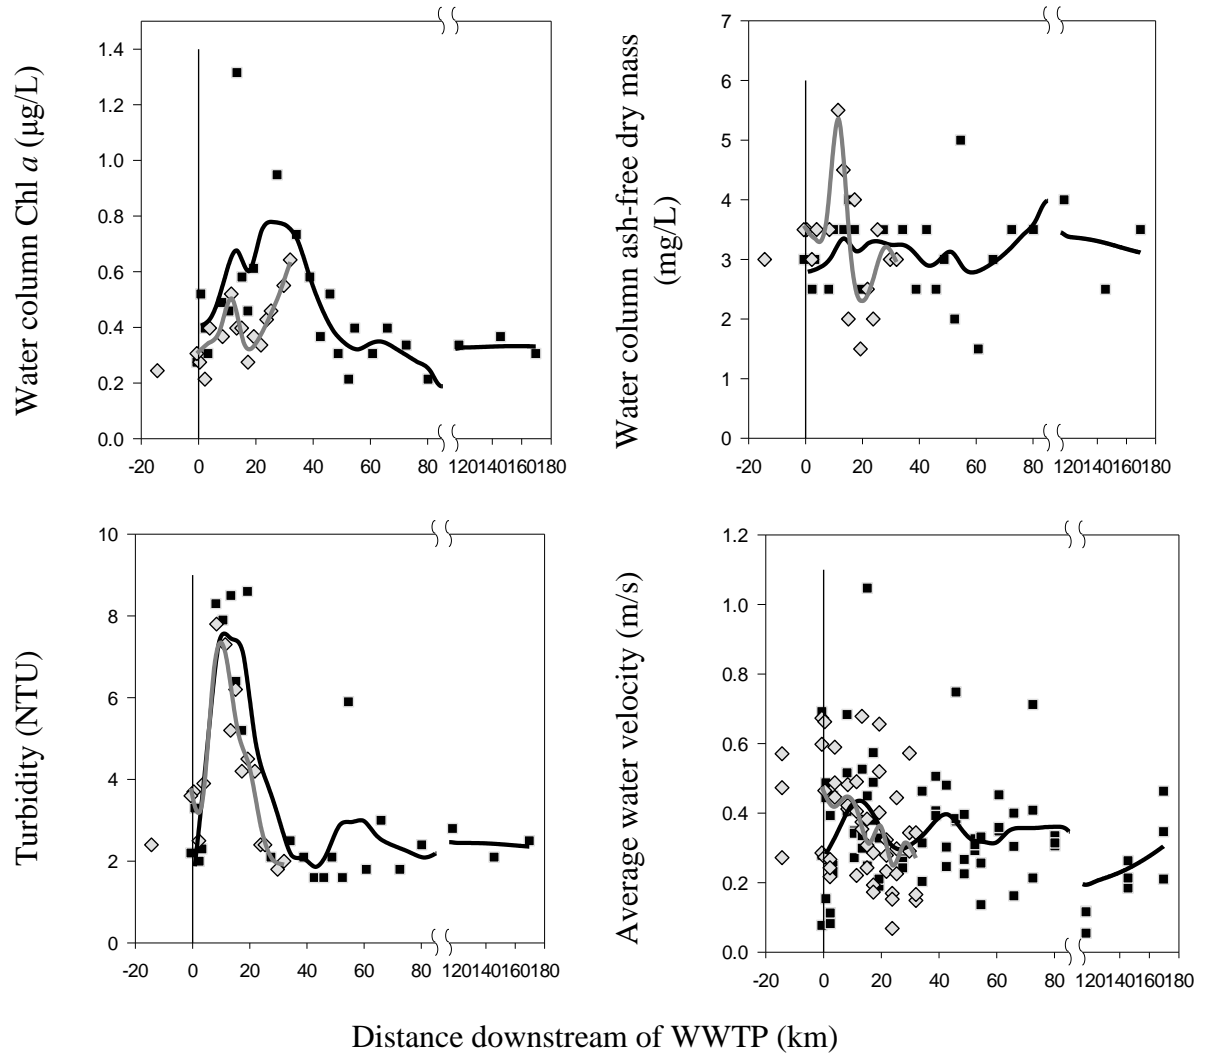 Water column Chl a (µg/L)
1.4
1.2
1.0
0.8
0.6
0.4
0.2
0.0
-20 0 20 40 60 80 120140160180
Water column ash-free dry mass
(mg/L)
7
6
5
4
3
2
1
0
-20 0 20 40 60 80 120140160180
Turbidity (NTU)
10
8
6
4
2
0
-20 0 20 40 60 80 120140160180
Average water velocity (m/s)
1.2
1.0
0.8
0.6
0.4
0.2
0.0
-20 0 20 40 60 80 120140160180
Distance downstream of WWTP (km)